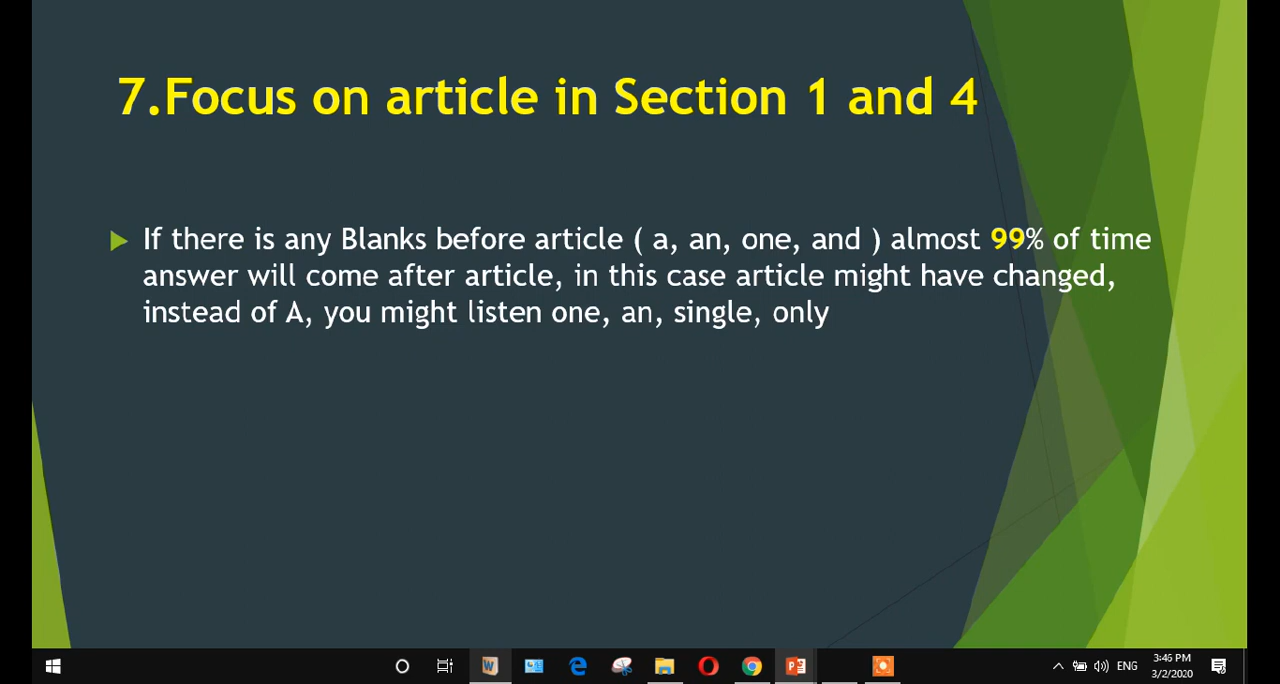 7.Focus on article in Section 1 and 4
If there is any Blanks before article ( a, an, one, and ) almost 99% of time
answer will come after article, in this case article might have changed,
instead of A, you might listen one, an, single, only
ENG
3:46 PM
3/2/2020